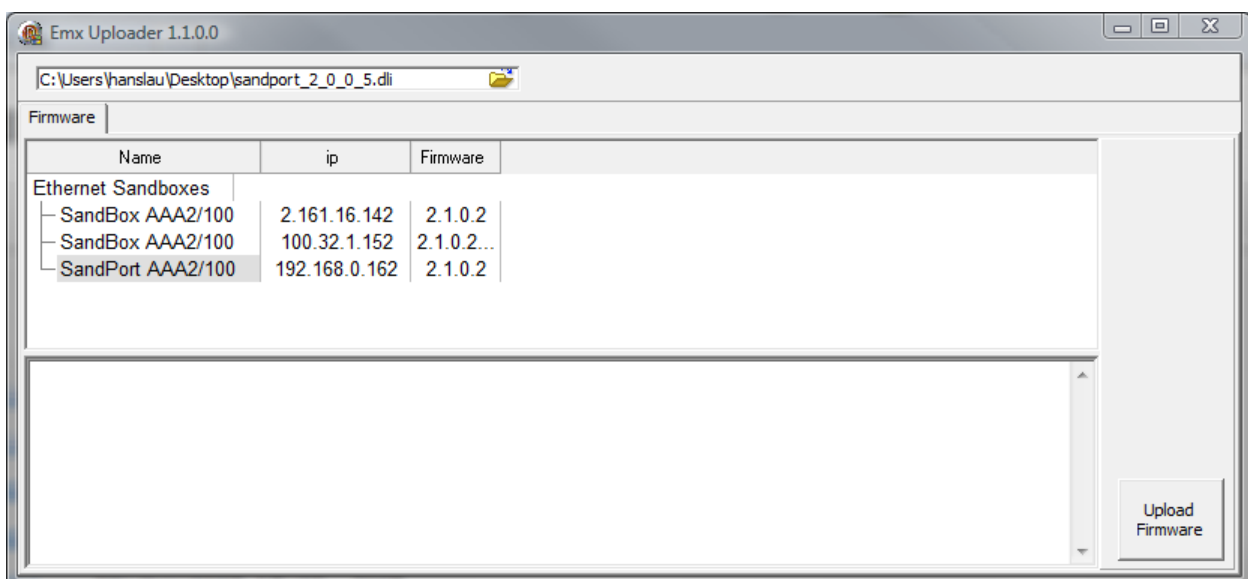 Emx Uploader 1.1.0.0
C:\Users\hanslau\Desktop\sandport_2_0_0_5.dli
Firmware
Name ip Firmware
Ethernet Sandboxes
SandBox AAA2/100 2.161.16.142 2.1.0.2
SandBox AAA2/100 100.32.1.152 2.1.0.2...
SandPort AAA2/100 192.168.0.162 2.1.0.2
Upload
Firmware